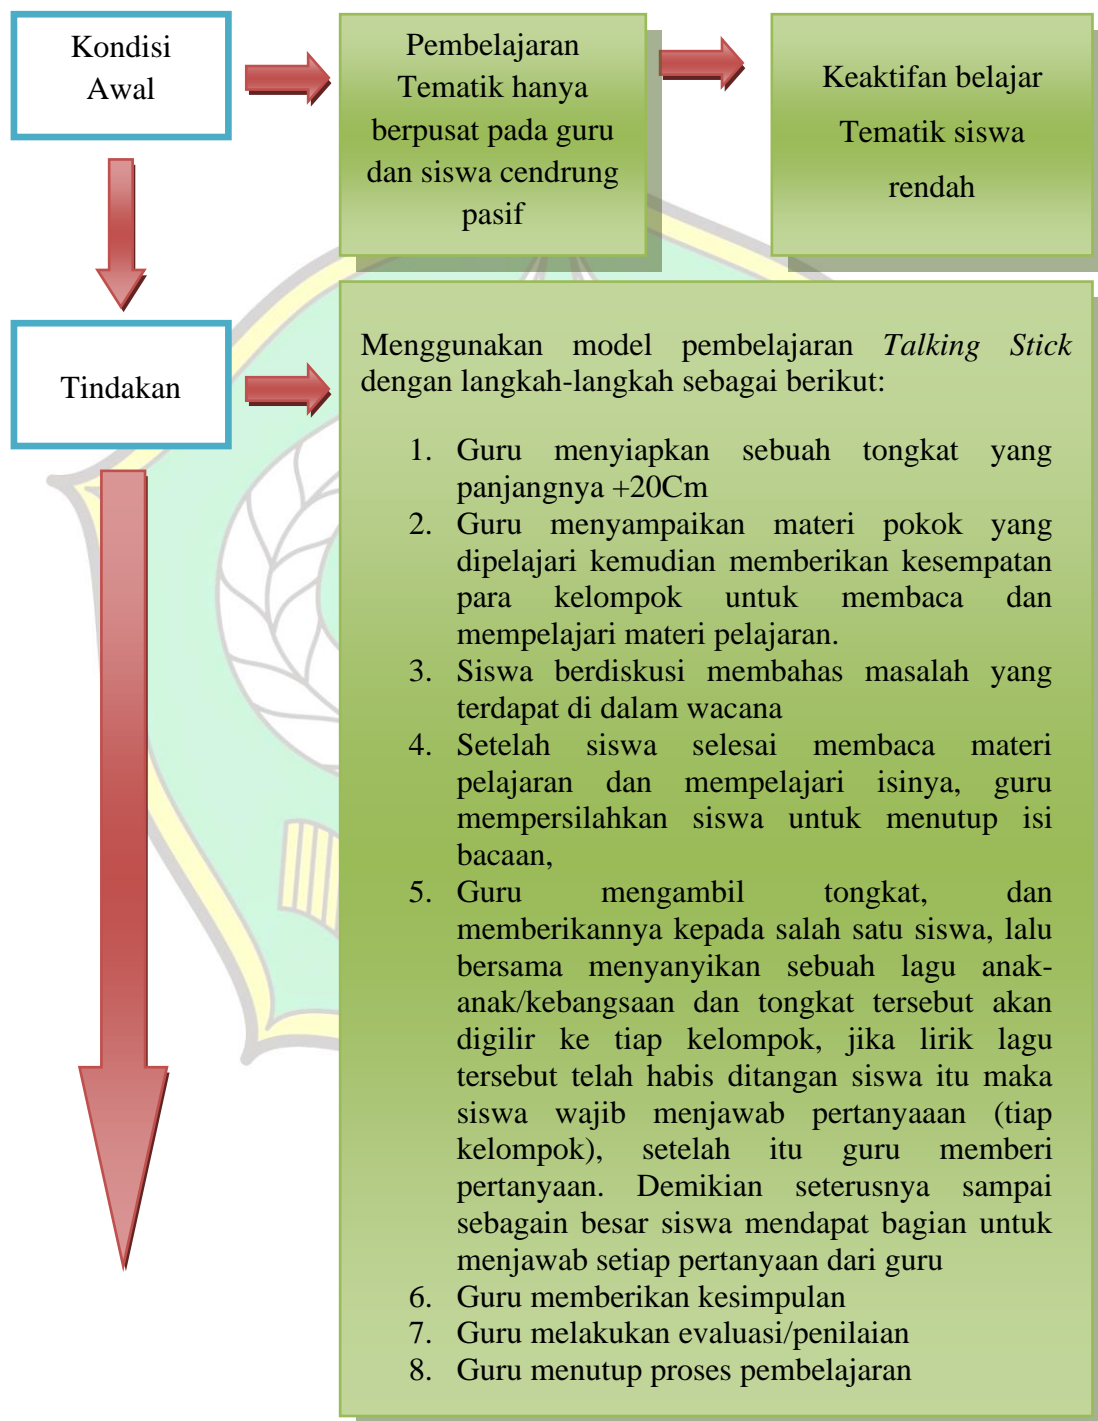 Kondisi
Awal
Pembelajaran
Tematik hanya
berpusat pada guru
dan siswa cendrung
pasif
Keaktifan belajar
Tematik siswa
rendah
Tindakan
Menggunakan model pembelajaran Talking Stick
dengan langkah-langkah sebagai berikut:
1. Guru menyiapkan sebuah tongkat yang
panjangnya +20Cm
2. Guru menyampaikan materi pokok yang
dipelajari kemudian memberikan kesempatan
para kelompok untuk membaca dan
mempelajari materi pelajaran.
3. Siswa berdiskusi membahas masalah yang
terdapat di dalam wacana
4. Setelah siswa selesai membaca materi
pelajaran dan mempelajari isinya, guru
mempersilahkan siswa untuk menutup isi
bacaan,
5. Guru mengambil tongkat, dan
memberikannya kepada salah satu siswa, lalu
bersama menyanyikan sebuah lagu anak-
anak/kebangsaan dan tongkat tersebut akan
digilir ke tiap kelompok, jika lirik lagu
tersebut telah habis ditangan siswa itu maka
siswa wajib menjawab pertanyaaan (tiap
kelompok), setelah itu guru memberi
pertanyaan. Demikian seterusnya sampai
sebagain besar siswa mendapat bagian untuk
menjawab setiap pertanyaan dari guru
6. Guru memberikan kesimpulan
7. Guru melakukan evaluasi/penilaian
8. Guru menutup proses pembelajaran